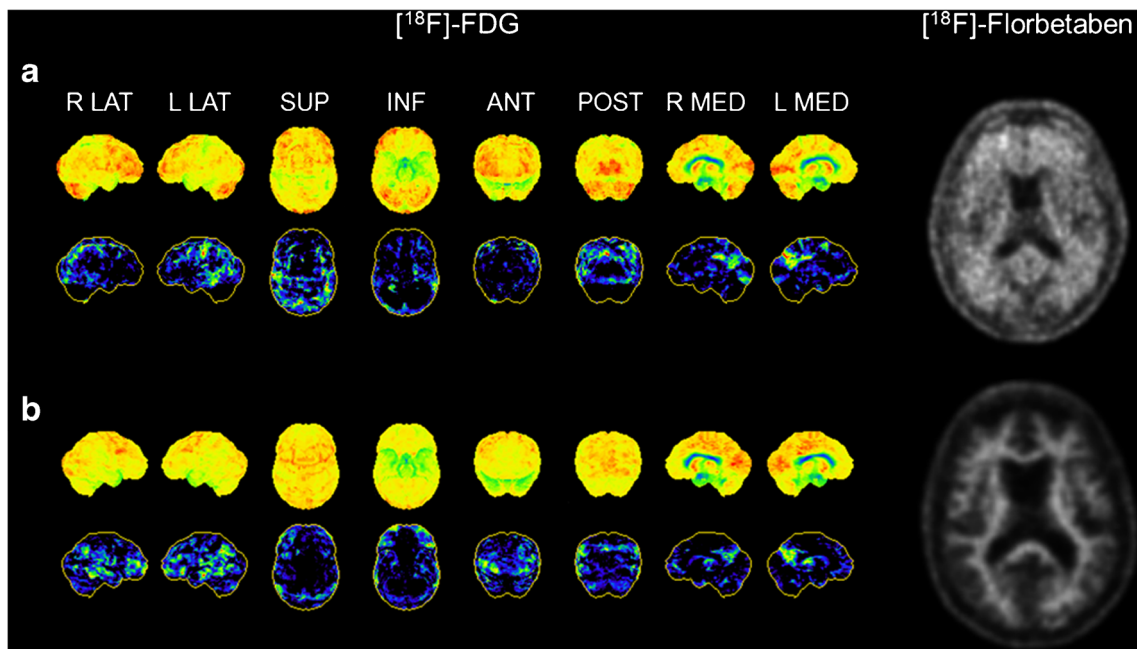 [¹⁸F]-FDG [¹⁸F]-Florbetaben
a
R LAT L LAT SUP INF ANT POST R MED L MED
b